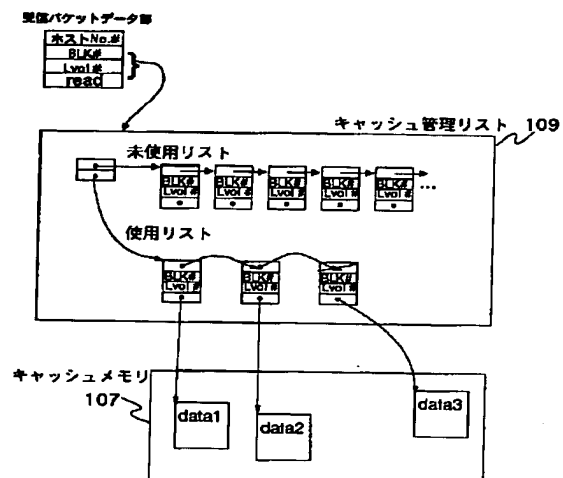 受信パケットデータ部
ホストNo.#
BLK#
Lvol#
read
キャッシュ管理リスト 109
未使用リスト
BLK# BLK# BLK# BLK# BLK# ...
Lvol # Lvol # Lvol # Lvol # Lvol #
使用リスト
BLK# BLK# BLK#
Lvol # Lvol # Lvol #
キャッシュメモリ
107
data1
data2
data3